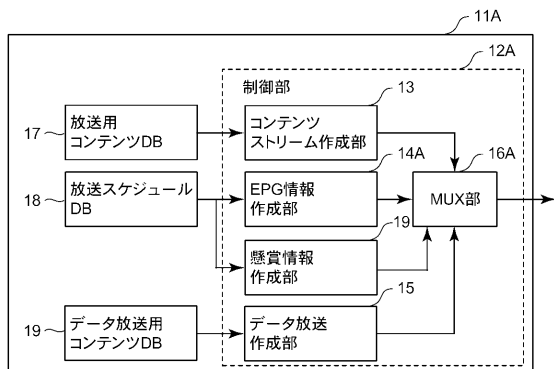 11A
12A
制御部
13
17
放送用
コンテンツDB
コンテンツ
ストリーム作成部
14A
16A
18
放送スケジュール
DB
EPG情報
作成部
MUX部
19
懸賞情報
作成部
15
19
データ放送用
コンテンツDB
データ放送
作成部